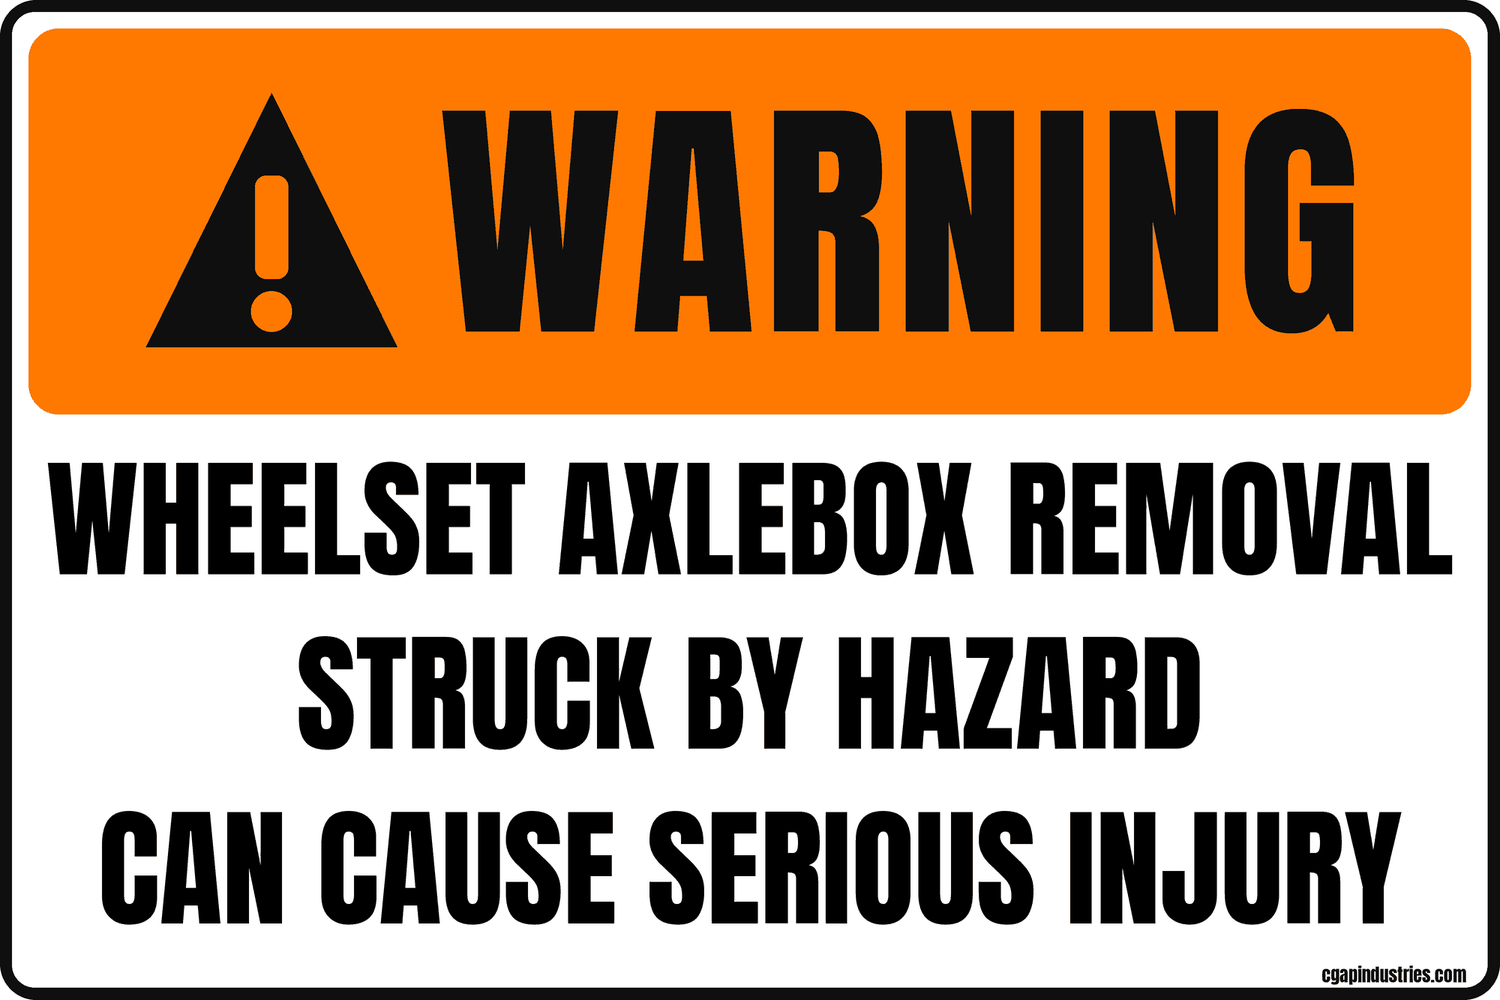 WARNING
WHEELSET AXLEBOX REMOVAL
STRUCK BY HAZARD
CAN CAUSE SERIOUS INJURY
cgapindustries.com